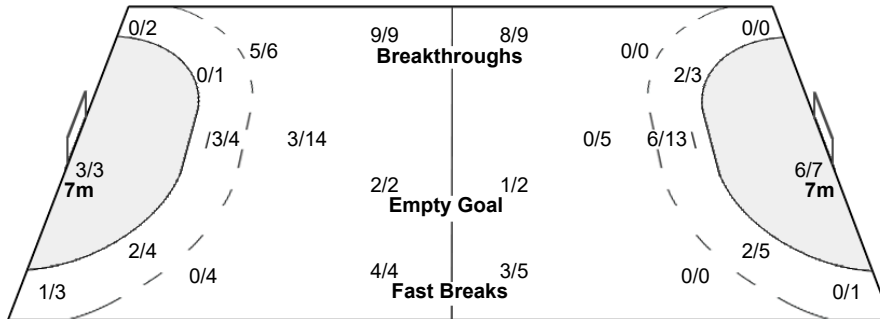 0/2 9/9 8/9 0/0
5/6 Breakthroughs 0/0
0/1 2/3
3/4 3/14 0/5 6/13
3/3 6/7
7m 2/2 1/2 7m
Empty Goal
2/4 2/5
0/4 4/4 3/5 0/0
1/3 Fast Breaks 0/1